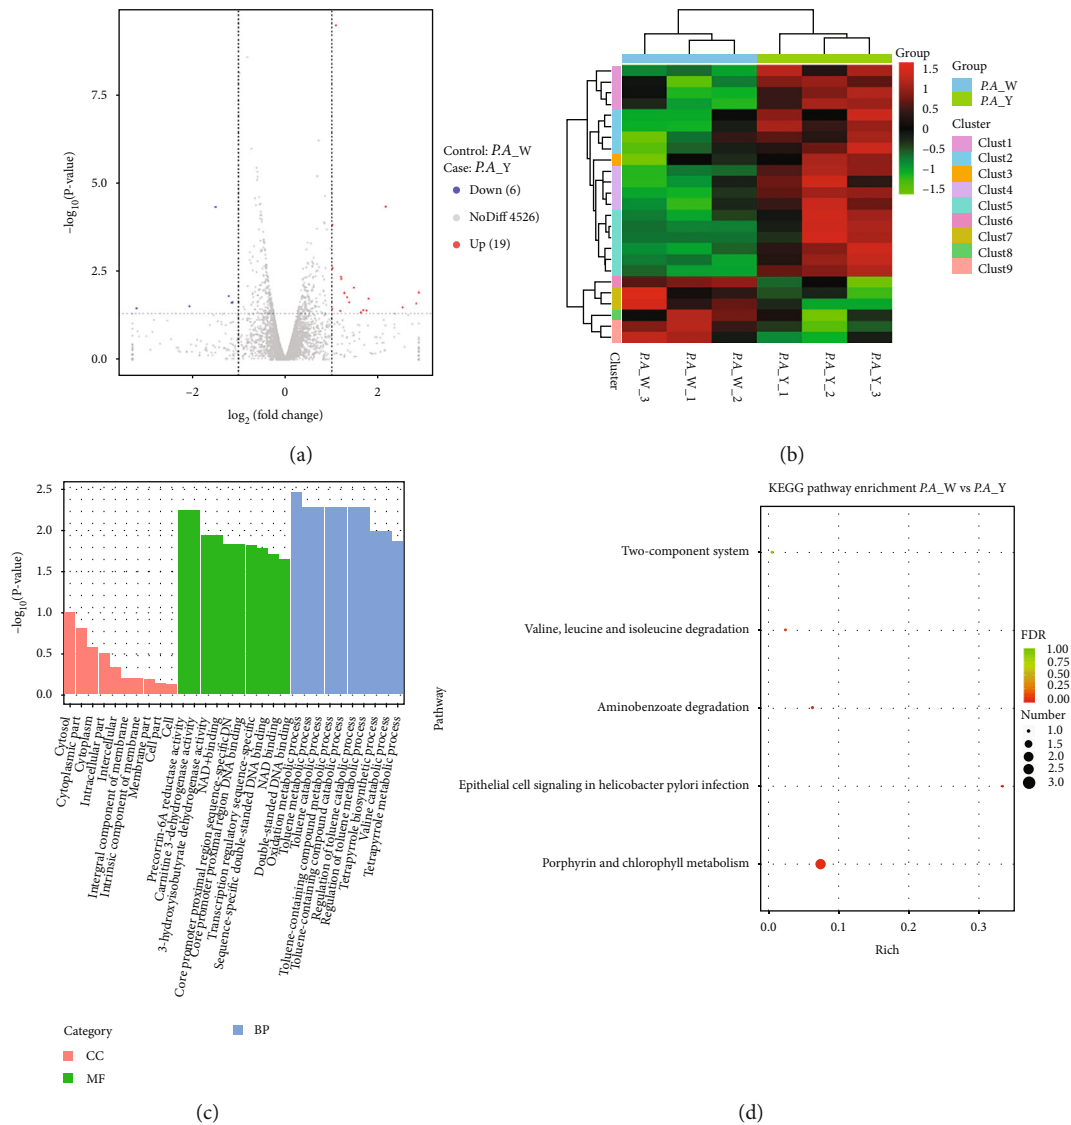 7.5
5.0
2.5
0.0
−log10(P-value)
−2
0
2
log2 (fold change)
Control: P.A_W
Case: P.A_Y
Down (6)
NoDiff 4526)
Up (19)
(a)
Group
1.5
1
0.5
0
−0.5
−1
−1.5
Group
P.A_W
P.A_Y
Cluster
Clust1
Clust2
Clust3
Clust4
Clust5
Clust6
Clust7
Clust8
Clust9
Cluster
P.A_W_3
P.A_W_1
P.A_W_2
P.A_Y_1
P.A_Y_2
P.A_Y_3
(b)
2.5
2.0
1.5
1.0
0.5
0.0
−log10(P-value)
Cytosol
Cytoplasmic part
Cytoplasm
Intracellular part
Intercellular
Intergral component of membrane
Intrinsic component of membrane
Membrane part
Cell part
Cell
Precorrin-6A reductase activity
Carnitine 3-dehydrogenase activity
3-hydroxyisobutyrate dehydrogenase activity
NAD+binding
Core promoter proximal region sequence-specificDN
Core promoter proximal region DNA binding
Transcription regulatory sequence-specific
Sequence-specific double-stranded DNA binding
NAD binding
Double-stranded DNA binding
Oxidation metabolic process
Toluene metabolic process
Toluene catabolic process
Toluene-containing compound metabolic process
Toluene-containing compound catabolic process
Regulation of toluene catabolic process
Regulation of toluene metabolic process
Tetrapyrrole biosynthetic process
Valine catabolic process
Tetrapyrrole metabolic process
Category
CC
MF
BP
(c)
KEGG pathway enrichment P.A_W vs P.A_Y
Pathway
Two-component system
Valine, leucine and isoleucine degradation
Aminobenzoate degradation
Epithelial cell signaling in helicobacter pylori infection
Porphyrin and chlorophyll metabolism
0.0
0.1
0.2
0.3
Rich
FDR
1.00
0.75
0.50
0.25
0.00
Number
1.0
1.5
2.0
2.5
3.0
(d)